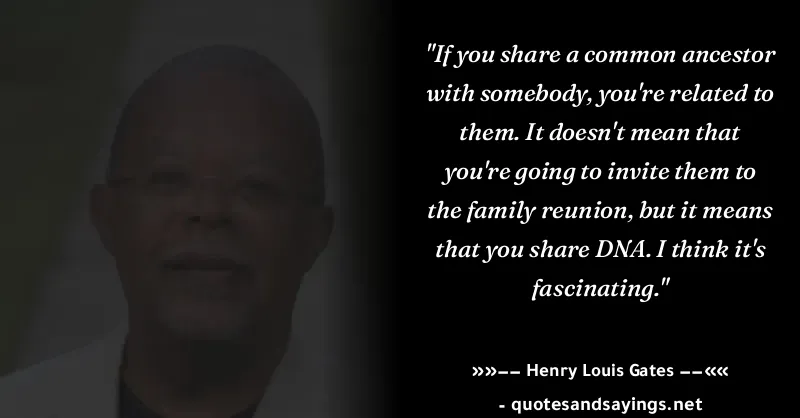 "If you share a common ancestor
with somebody, you're related to
them. It doesn't mean that
you're going to invite them to
the family reunion, but it means
that you share DNA. I think it's
fascinating."
»»–– Henry Louis Gates ––««
- quotesandsayings.net